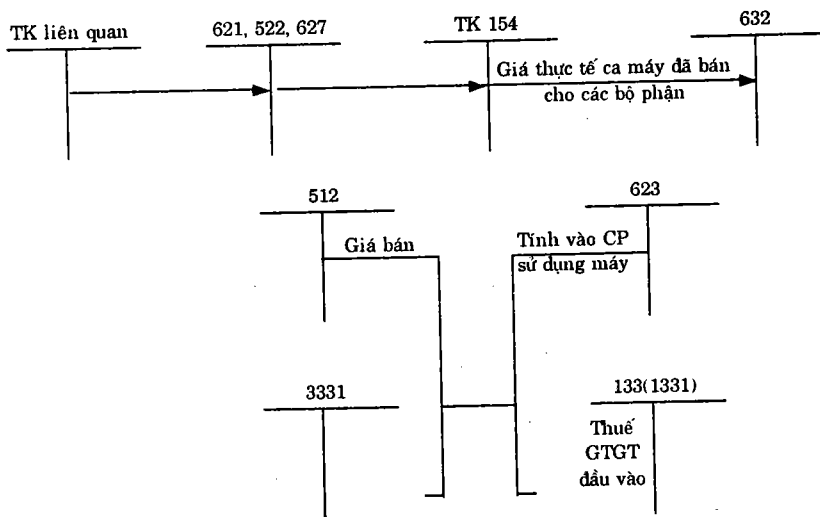 TK liên quan
621, 522, 627
TK 154
632
Giá thực tế ca máy đã bán
cho các bộ phận
512
623
Giá bán
Tính vào CP
sử dụng máy
3331
133(1331)
Thuế
GTGT
đầu vào